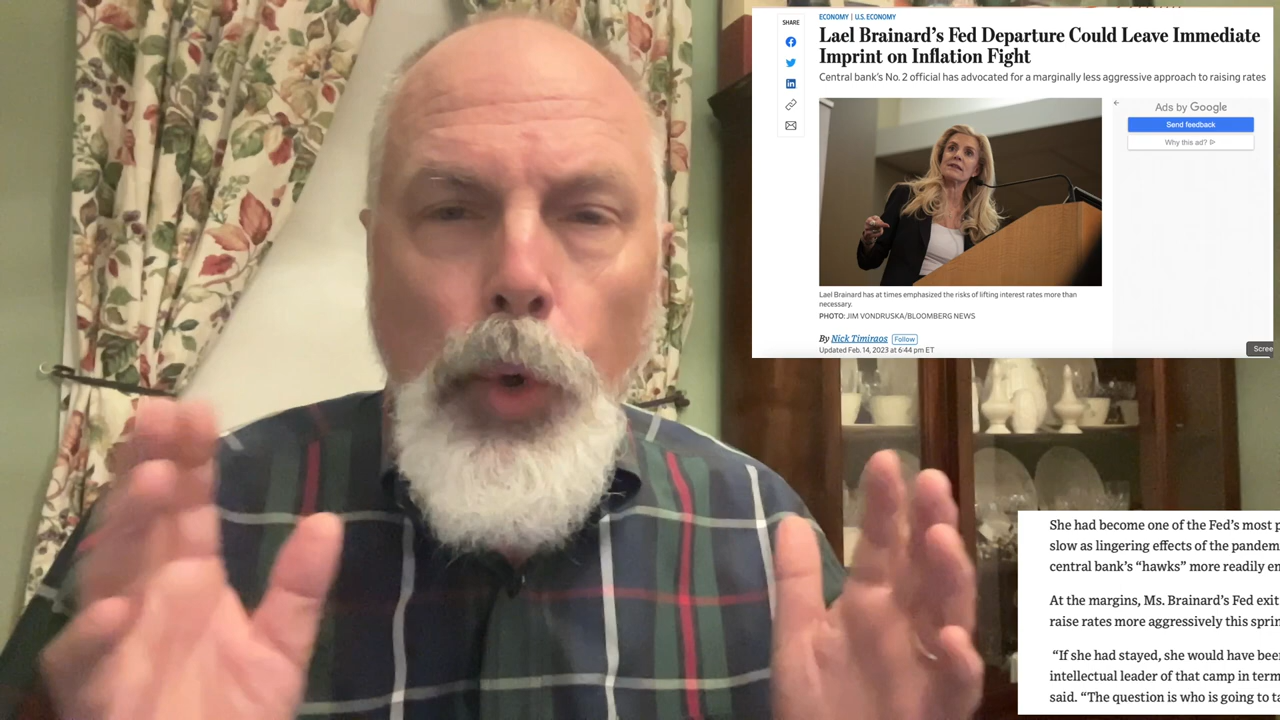 ECONOMY | U.S. ECONOMY
SHARE
Lael Brainard's Fed Departure Could Leave Immediate
Imprint on Inflation Fight
Central bank's No. 2 official has advocated for a marginally less aggressive approach to raising rates
Ads by Google
Send feedback
Why this ad?
Lael Brainard has at times emphasized the risks of lifting interest rates more than
necessary.
PHOTO: JIM VONDRUSKA/BLOOMBERG NEWS
By Nick Timiraos Follow
Updated Feb. 14, 2023 at 6:44 pm ET
Scree
She had become one of the Fed's most p
slow as lingering effects of the pandem
central bank's “hawks” more readily em
At the margins, Ms. Brainard's Fed exit
raise rates more aggressively this sprin
“If she had stayed, she would have been
intellectual leader of that camp in term
said. “The question is who is going to ta